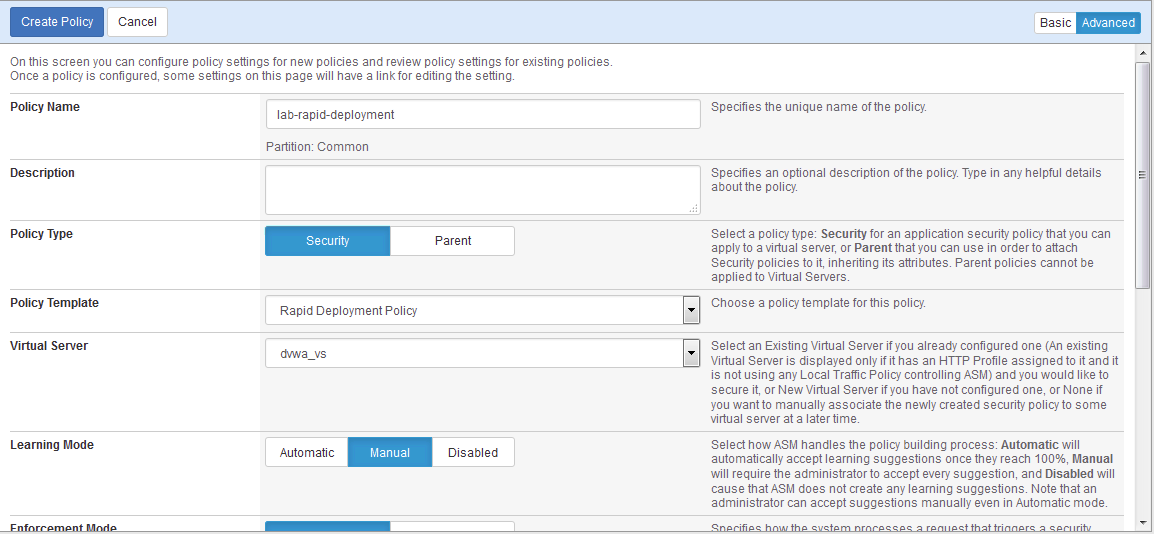 Create Policy Cancel Basic Advanced
On this screen you can configure policy settings for new policies and review policy settings for existing policies.
Once a policy is configured, some settings on this page will have a link for editing the setting.
Policy Name
lab-rapid-deployment
Partition: Common
Specifies the unique name of the policy.
Description
Specifies an optional description of the policy. Type in any helpful details
about the policy.
Policy Type
Security Parent
Select a policy type: Security for an application security policy that you can
apply to a virtual server, or Parent that you can use in order to attach
Security policies to it, inheriting its attributes. Parent policies cannot be
applied to Virtual Servers.
Policy Template
Rapid Deployment Policy
Choose a policy template for this policy.
Virtual Server
dvwa_vs
Select an Existing Virtual Server if you already configured one (An existing
Virtual Server is displayed only if it has an HTTP Profile assigned to it and it
is not using any Local Traffic Policy controlling ASM) and you would like to
secure it, or New Virtual Server if you have not configured one, or None if
you want to manually associate the newly created security policy to some
virtual server at a later time.
Learning Mode
Automatic Manual Disabled
Select how ASM handles the policy building process: Automatic will
automatically accept learning suggestions once they reach 100%, Manual
will require the administrator to accept every suggestion, and Disabled will
cause that ASM does not create any learning suggestions. Note that an
administrator can accept suggestions manually even in Automatic mode.
Enforcement Mode
Specifies how the system processes a request that triggers a security